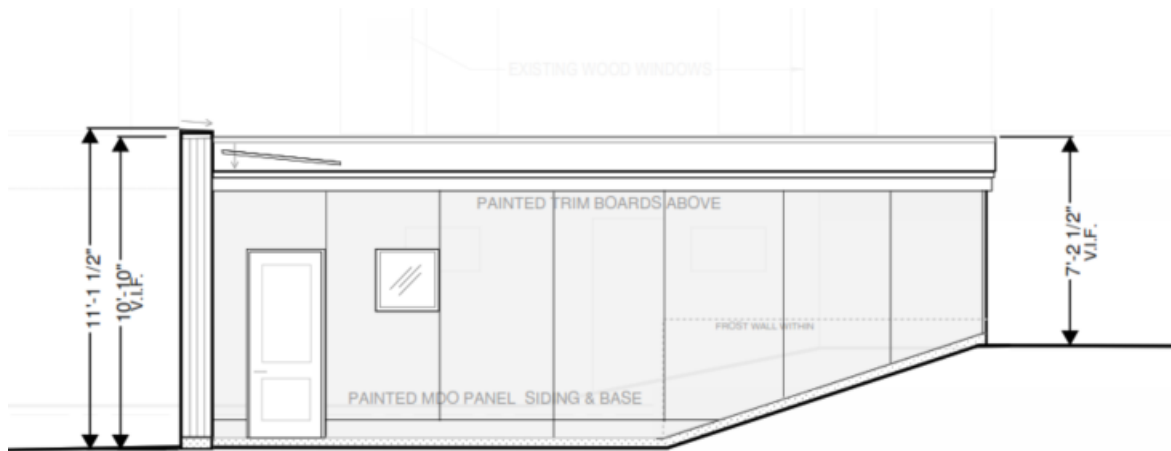 EXISTING WOOD WINDOWS
PAINTED TRIM BOARDS ABOVE
11'-1 1/2"
10'-10"
V.I.F.
7'-2 1/2"
V.I.F.
FROST WALL WITHIN
PAINTED MDO PANEL SIDING & BASE